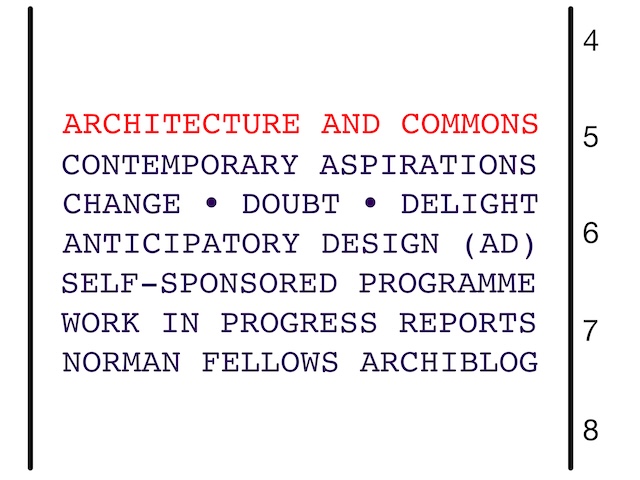 4
ARCHITECTURE AND COMMONS
5
CONTEMPORARY ASPIRATIONS
CHANGE • DOUBT • DELIGHT
6
ANTICIPATORY DESIGN (AD)
SELF-SPONSORED PROGRAMME
WORK IN PROGRESS REPORTS
7
NORMAN FELLOWS ARCHIBLOG
8